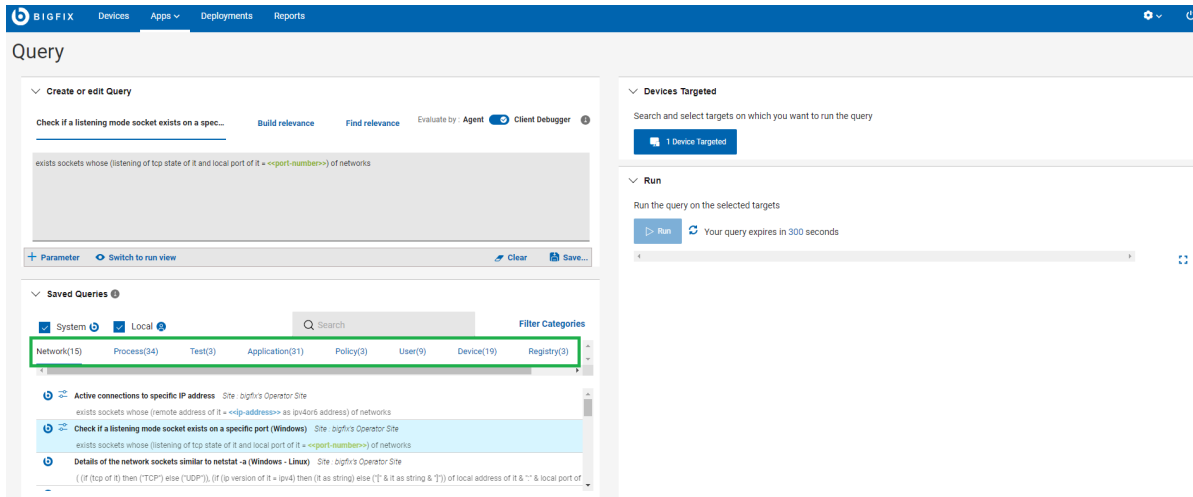 BIGFIX Devices Apps Deployments Reports
Query
Create or edit Query
Check if a listening mode socket exists on a spec... Build relevance Find relevance Evaluate by : Agent Client Debugger
exists sockets whose (listening of tcp state of it and local port of it = <<port-number>>) of networks
+ Parameter Switch to run view Clear Save...
Saved Queries
System Local Search Filter Categories
Network(15) Process(34) Test(3) Application(31) Policy(3) User(9) Device(19) Registry(3)
Active connections to specific IP address Site : bigfix's Operator Site
exists sockets whose (remote address of it = <<ip-address>> as ipv4or6 address) of networks
Check if a listening mode socket exists on a specific port (Windows) Site : bigfix's Operator Site
exists sockets whose (listening of tcp state of it and local port of it = <<port-number>>) of networks
Details of the network sockets similar to netstat -a (Windows - Linux) Site : bigfix's Operator Site
( (if (tcp of it) then ("TCP") else ("UDP")), (if (ip version of it = ipv4) then (it as string) else ("[" & it as string & "]")) of local address of it & ":" & local port of
Devices Targeted
Search and select targets on which you want to run the query
1 Device Targeted
Run
Run the query on the selected targets
Run Your query expires in 300 seconds